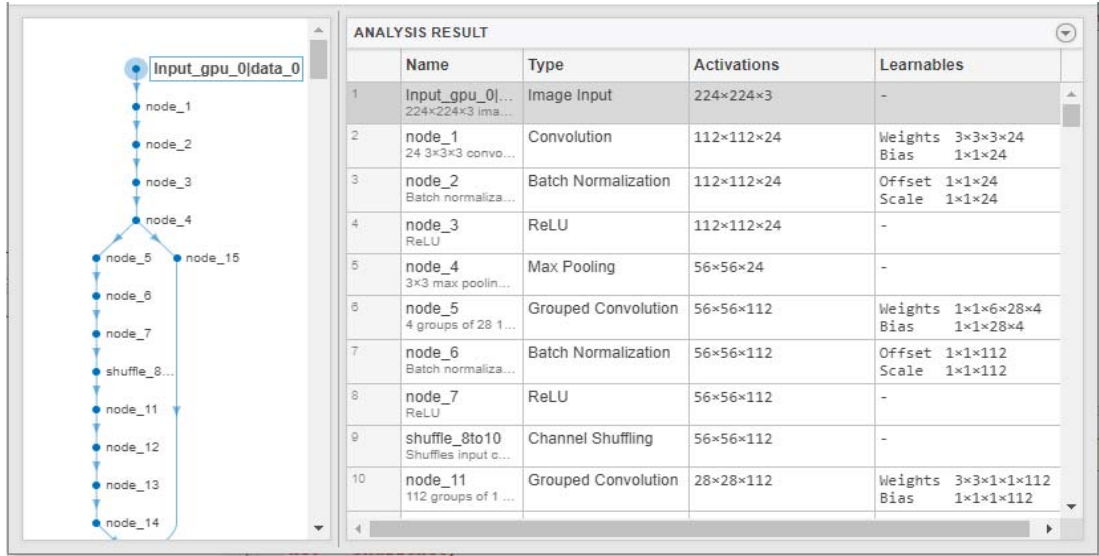 Input_gpu_0|data_0
node_1
node_2
node_3
node_4
node_5
node_15
node_6
node_7
shuffle_8...
node_11
node_12
node_13
node_14
ANALYSIS RESULT
Name Type Activations Learnables
1 Input_gpu_0|... Image Input 224×224×3 -
224×224×3 ima...
2 node_1 Convolution 112×112×24 Weights 3×3×3×24
24 3×3×3 convo... Bias 1×1×24
3 node_2 Batch Normalization 112×112×24 Offset 1×1×24
Batch normaliza... Scale 1×1×24
4 node_3 ReLU 112×112×24 -
ReLU
5 node_4 Max Pooling 56×56×24 -
3×3 max poolin...
6 node_5 Grouped Convolution 56×56×112 Weights 1×1×6×28×4
4 groups of 28 1... Bias 1×1×28×4
7 node_6 Batch Normalization 56×56×112 Offset 1×1×112
Batch normaliza... Scale 1×1×112
8 node_7 ReLU 56×56×112 -
ReLU
9 shuffle_8to10 Channel Shuffling 56×56×112 -
Shuffles input c...
10 node_11 Grouped Convolution 28×28×112 Weights 3×3×1×1×112
112 groups of 1 ... Bias 1×1×1×112